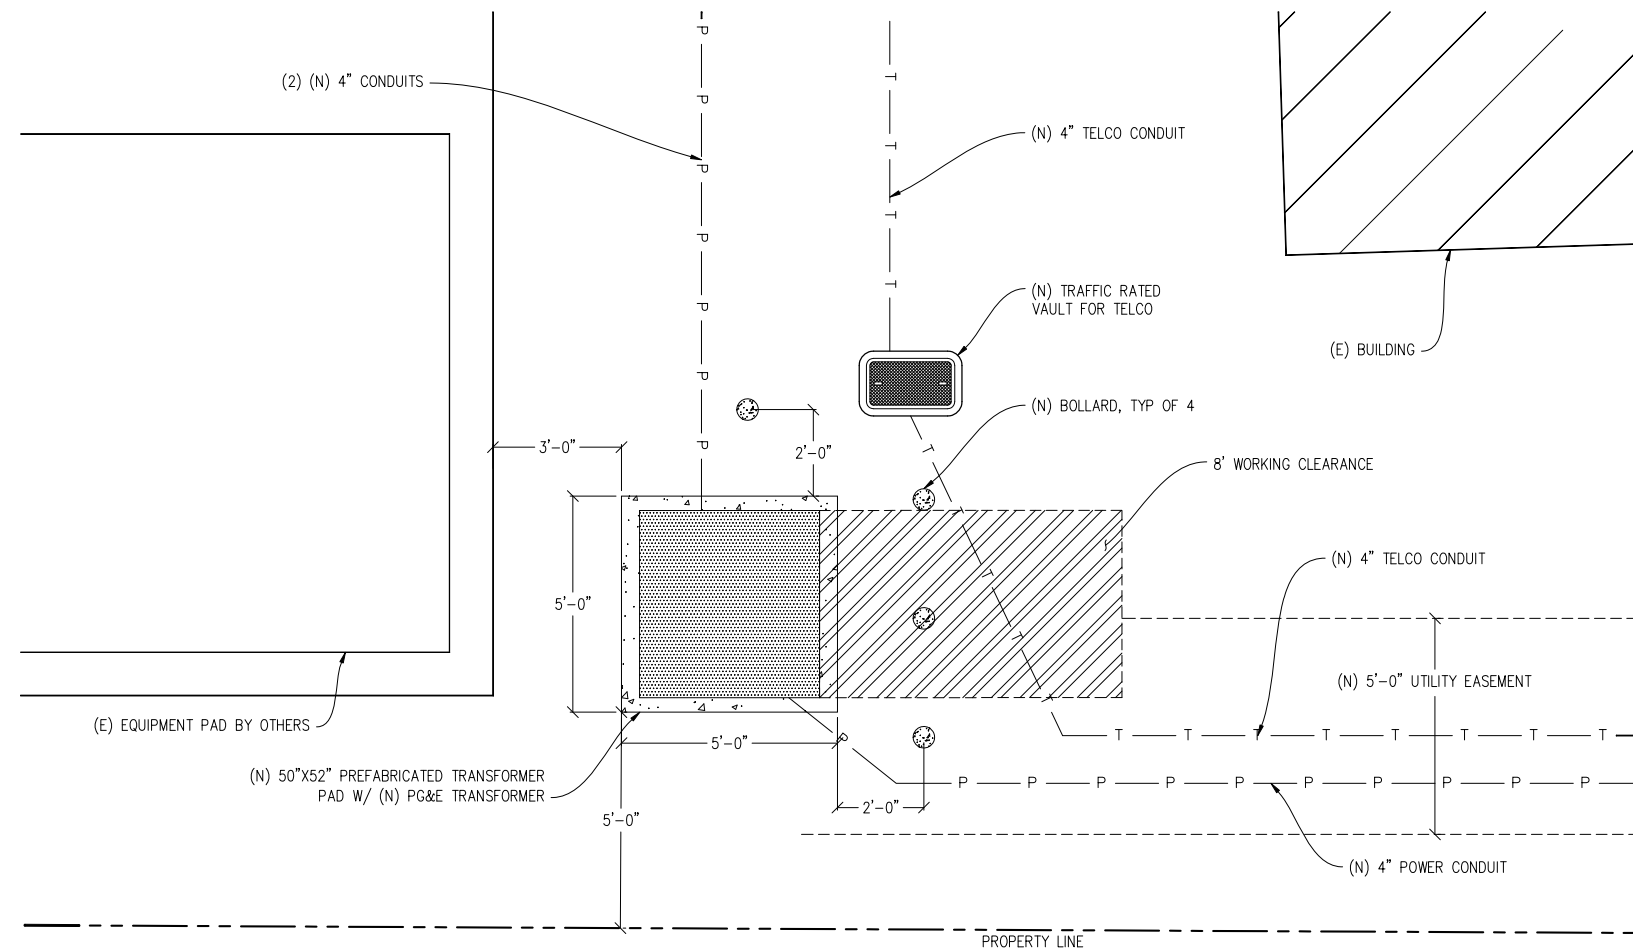 (2) (N) 4" CONDUITS
(N) 4" TELCO CONDUIT
(N) TRAFFIC RATED
VAULT FOR TELCO
(E) BUILDING
(N) BOLLARD, TYP OF 4
3'-0"
2'-0"
8' WORKING CLEARANCE
(N) 4" TELCO CONDUIT
5'-0"
(N) 5'-0" UTILITY EASEMENT
(E) EQUIPMENT PAD BY OTHERS
5'-0"
(N) 50"X52" PREFABRICATED TRANSFORMER
PAD W/ (N) PG&E TRANSFORMER
2'-0"
5'-0"
(N) 4" POWER CONDUIT
PROPERTY LINE
P
P
P
P
P
P
P
T
T
T
T
T
T
T
T
T T T T T T T T
P
P P P P P P P P P P